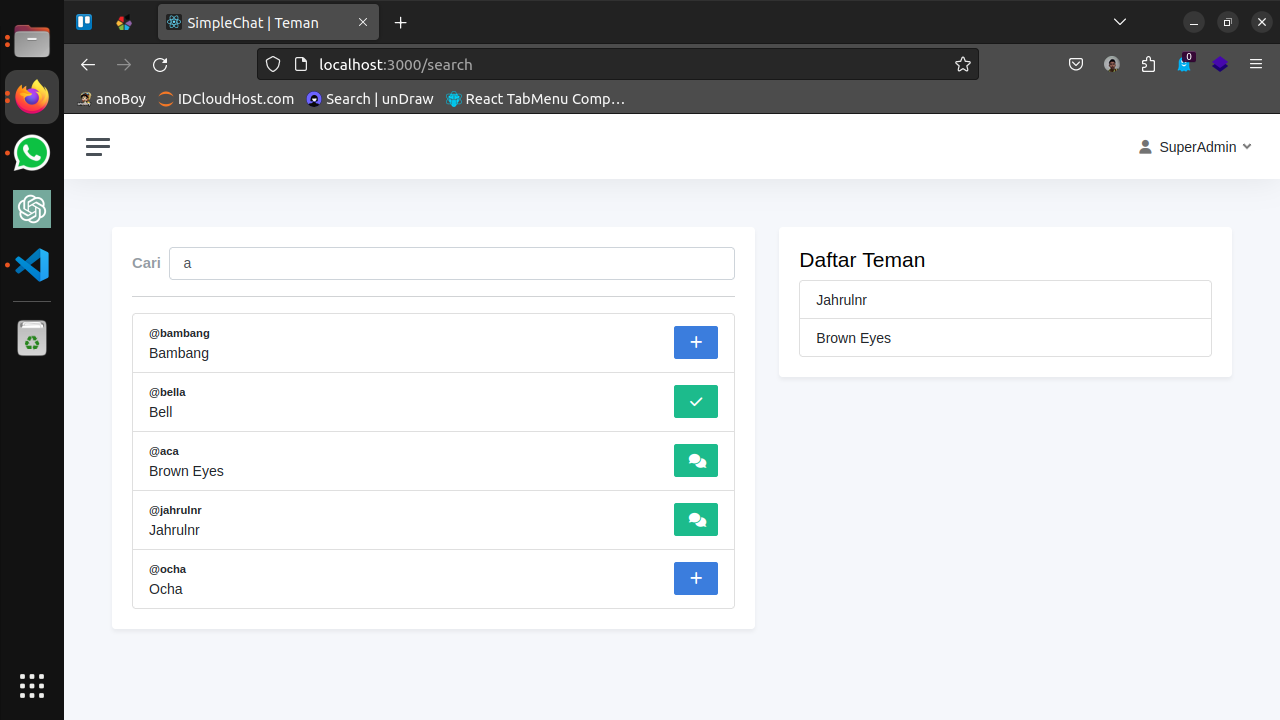 SimpleChat | Teman
localhost:3000/search
0
anoBoy
IDCloudHost.com
Search | unDraw
React TabMenu Comp…
SuperAdmin
Cari
a
@bambang
Bambang
@bella
Bell
@aca
Brown Eyes
@jahrulnr
Jahrulnr
@ocha
Ocha
Daftar Teman
Jahrulnr
Brown Eyes